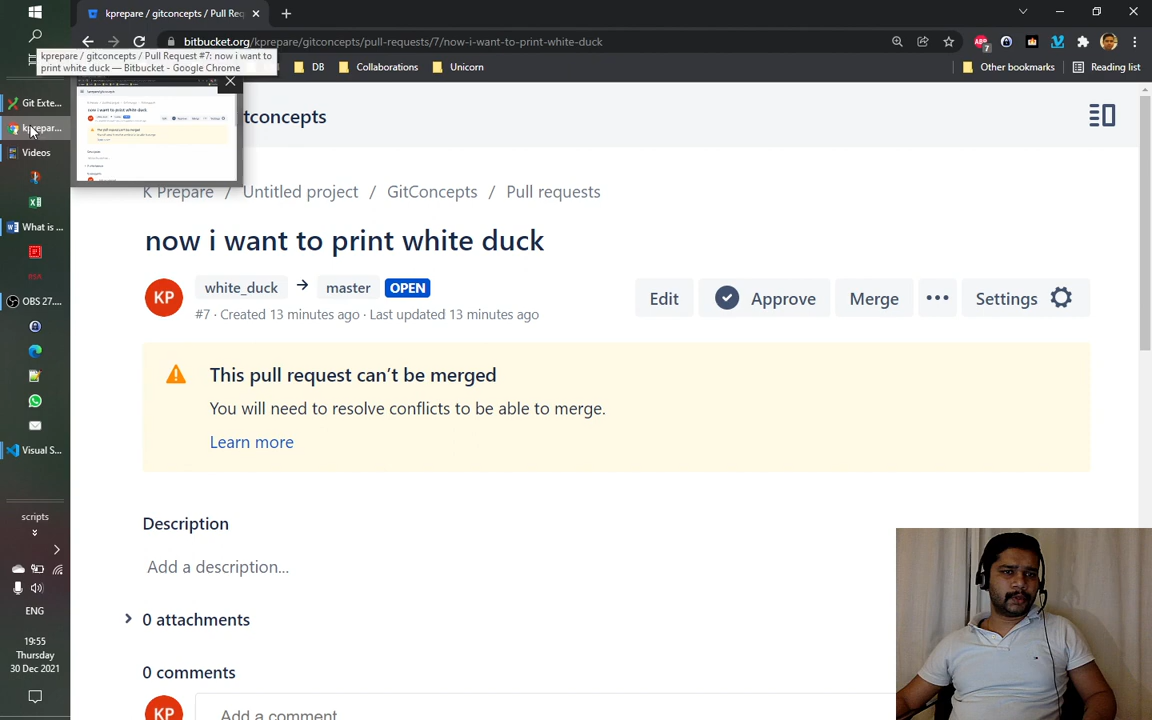 kprepare / gitconcepts / Pull Req
bitbucket.org/kprepare/gitconcepts/pull-requests/7/now-i-want-to-print-white-duck
kprepare / gitconcepts / Pull Request #7: now i want to
print white duck — Bitbucket - Google Chrome
DB
Collaborations
Unicorn
Other bookmarks
Reading list
Git Exte...
kprepar...
Videos
What is ...
OBS 27....
Visual S...
scripts
ENG
19:55
Thursday
30 Dec 2021
tconcepts
K Prepare / Untitled project / GitConcepts / Pull requests
now i want to print white duck
KP
white_duck → master OPEN
#7 · Created 13 minutes ago · Last updated 13 minutes ago
Edit
Approve
Merge
Settings
This pull request can't be merged
You will need to resolve conflicts to be able to merge.
Learn more
Description
Add a description...
0 attachments
0 comments
KP
Add a comment